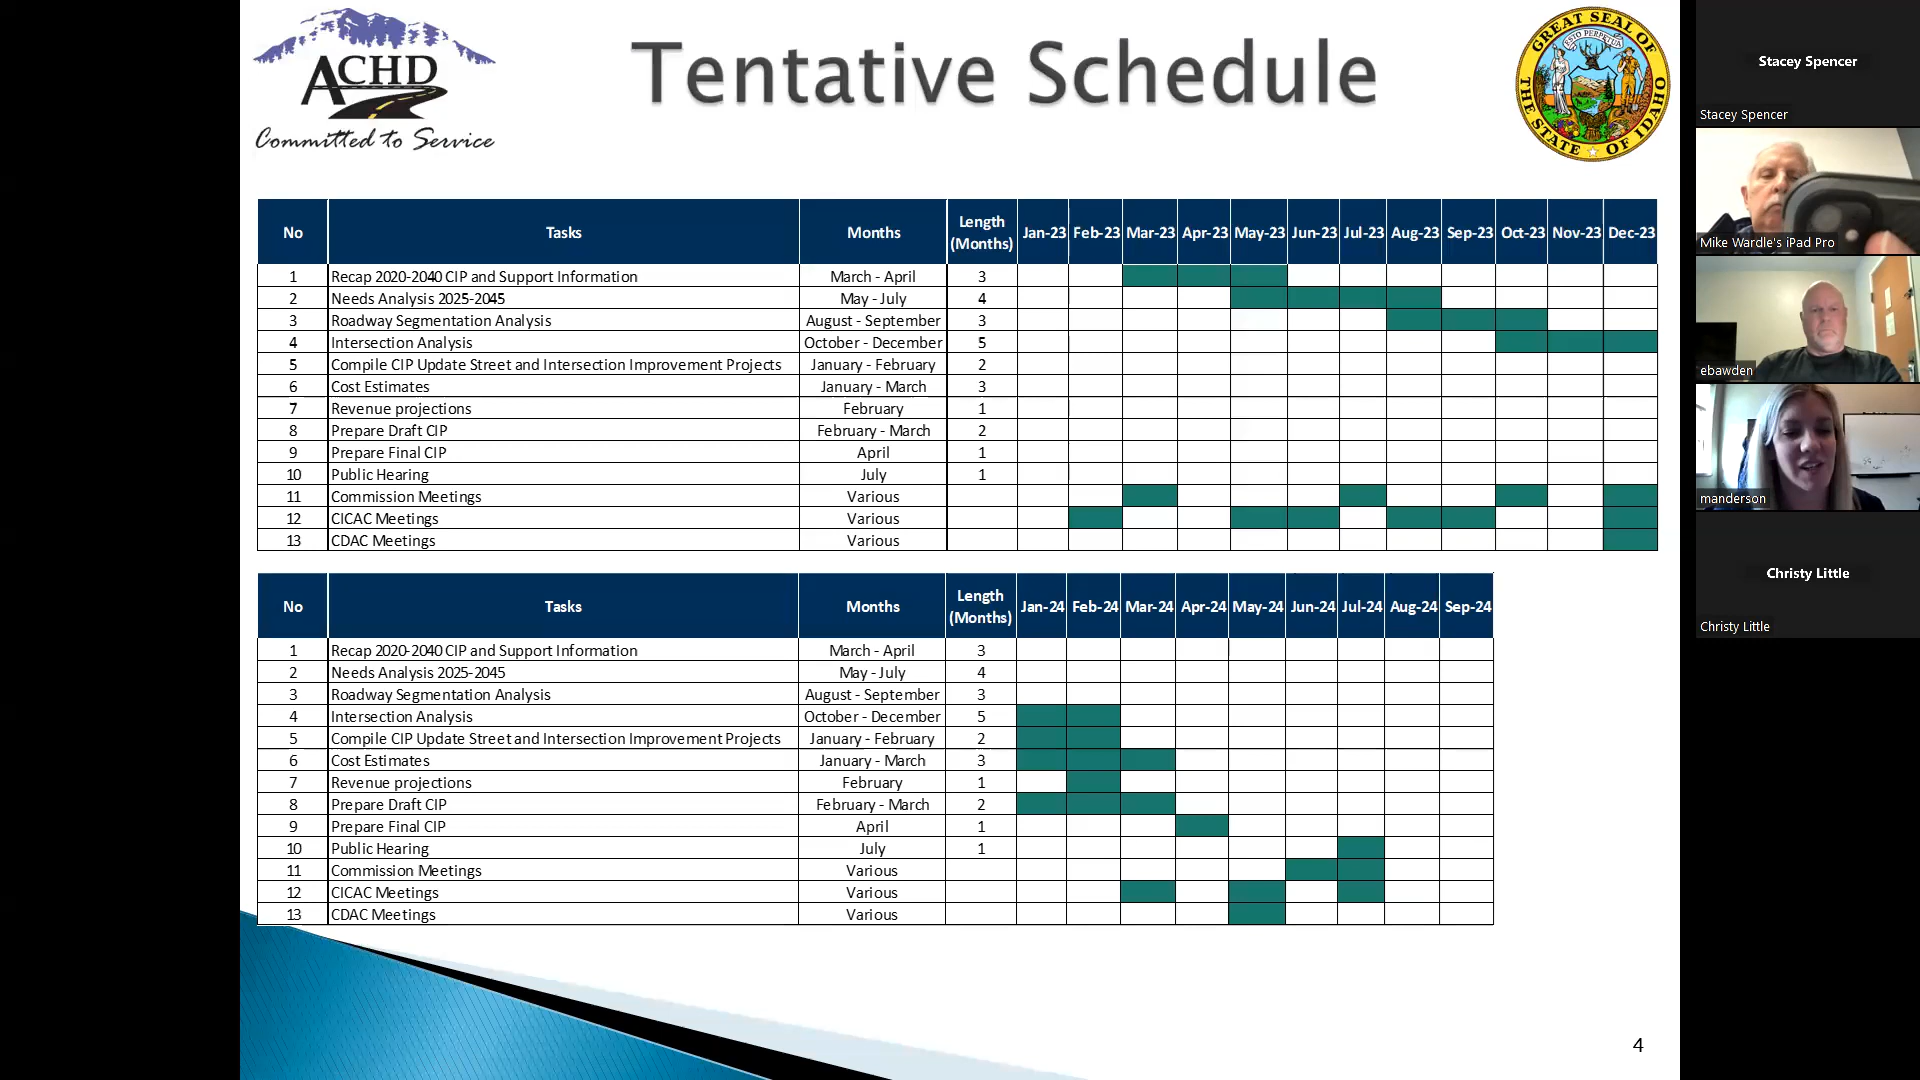 ACHD
Committed to Service
Tentative Schedule
GREAT SEAL OF
THE STATE OF IDAHO
ESTO PERPETUA
No Tasks Months Length (Months) Jan-23 Feb-23 Mar-23 Apr-23 May-23 Jun-23 Jul-23 Aug-23 Sep-23 Oct-23 Nov-23 Dec-23
1 Recap 2020-2040 CIP and Support Information March - April 3
2 Needs Analysis 2025-2045 May - July 4
3 Roadway Segmentation Analysis August - September 3
4 Intersection Analysis October - December 5
5 Compile CIP Update Street and Intersection Improvement Projects January - February 2
6 Cost Estimates January - March 3
7 Revenue projections February 1
8 Prepare Draft CIP February - March 2
9 Prepare Final CIP April 1
10 Public Hearing July 1
11 Commission Meetings Various
12 CICAC Meetings Various
13 CDAC Meetings Various
No Tasks Months Length (Months) Jan-24 Feb-24 Mar-24 Apr-24 May-24 Jun-24 Jul-24 Aug-24 Sep-24
1 Recap 2020-2040 CIP and Support Information March - April 3
2 Needs Analysis 2025-2045 May - July 4
3 Roadway Segmentation Analysis August - September 3
4 Intersection Analysis October - December 5
5 Compile CIP Update Street and Intersection Improvement Projects January - February 2
6 Cost Estimates January - March 3
7 Revenue projections February 1
8 Prepare Draft CIP February - March 2
9 Prepare Final CIP April 1
10 Public Hearing July 1
11 Commission Meetings Various
12 CICAC Meetings Various
13 CDAC Meetings Various
4
Stacey Spencer
Stacey Spencer
Mike Wardle's iPad Pro
ebawden
manderson
Christy Little
Christy Little